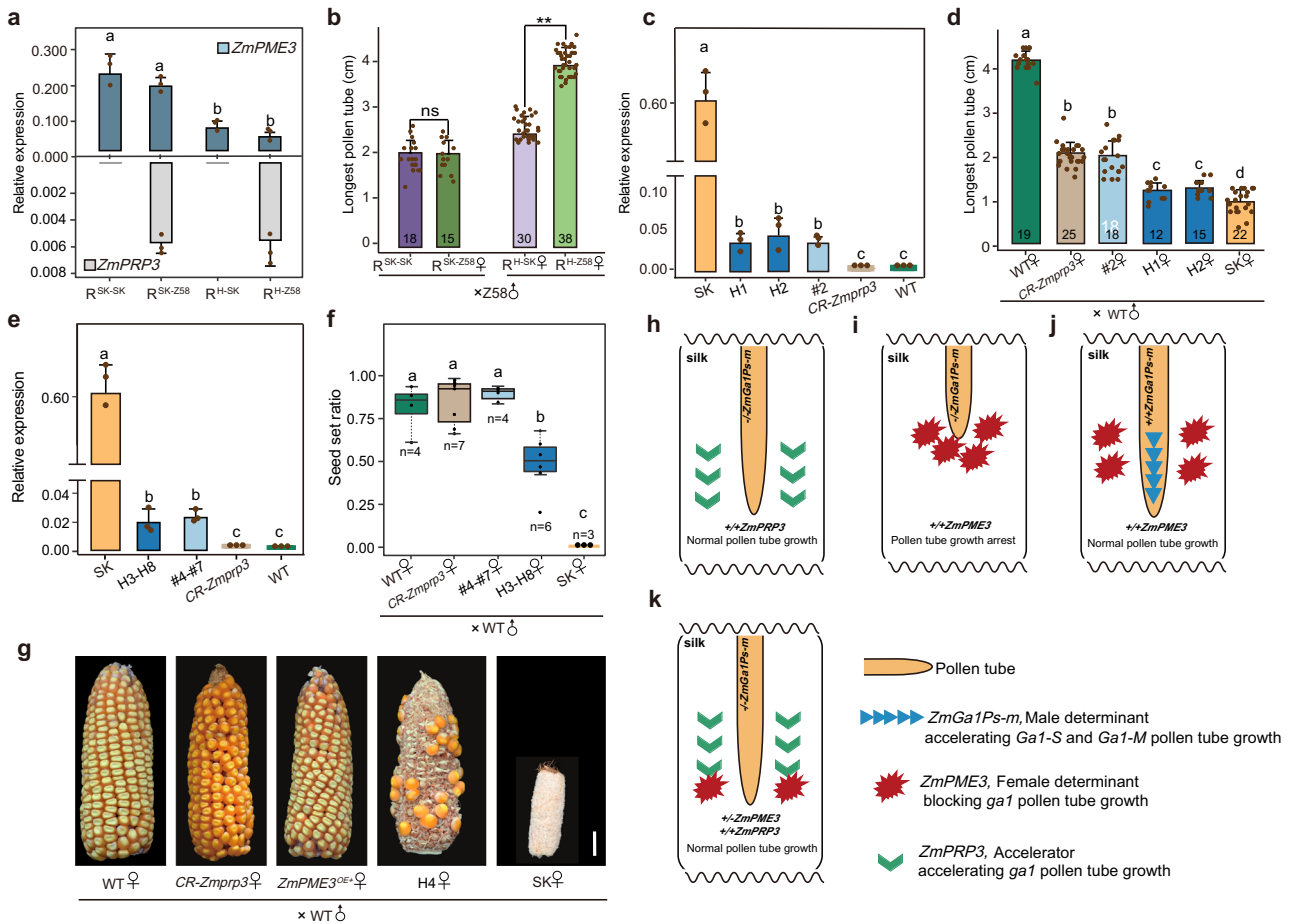 a
Relative expression
0.300
0.200
0.100
0.000
0.000
0.002
0.004
0.006
0.008
a
a
b
b
ZmPME3
ZmPRP3
R^SK-SK
R^SK-Z58
R^H-SK
R^H-Z58
b
Longest pollen tube (cm)
4
3
2
1
0
ns
**
18
15
30
38
R^SK-SK
R^SK-Z58♀
R^H-SK♀
R^H-Z58♀
×Z58♂
c
Relative expression
0.60
0.10
0.05
0.00
a
b
b
b
c
c
SK
H1
H2
#2
CR-Zmprp3
WT
d
Longest pollen tube (cm)
4
3
2
1
0
a
b
b
c
c
d
19
25
18
18
12
15
22
WT♀
CR-Zmprp3♀
#2♀
H1♀
H2♀
SK♀
× WT♂
e
Relative expression
0.60
0.04
0.02
0.00
a
b
b
c
c
SK
H3-H8
#4-#7
CR-Zmprp3
WT
f
Seed set ratio
1.00
0.75
0.50
0.25
0.00
a
a
a
b
c
n=4
n=7
n=4
n=6
n=3
WT♀
CR-Zmprp3♀
#4-#7♀
H3-H8♀
SK♀
× WT♂
h
silk
-/-ZmGa1Ps-m
+/+ZmPRP3
Normal pollen tube growth
i
silk
-/-ZmGa1Ps-m
+/+ZmPME3
Pollen tube growth arrest
j
silk
+/+ZmGa1Ps-m
+/+ZmPME3
Normal pollen tube growth
g
WT♀
CR-Zmprp3♀
ZmPME3^OE+♀
H4♀
SK♀
× WT♂
k
silk
-/-ZmGa1Ps-m
+/-ZmPME3
+/+ZmPRP3
Normal pollen tube growth
Pollen tube
ZmGa1Ps-m, Male determinant
accelerating Ga1-S and Ga1-M pollen tube growth
ZmPME3, Female determinant
blocking ga1 pollen tube growth
ZmPRP3, Accelerator
accelerating ga1 pollen tube growth